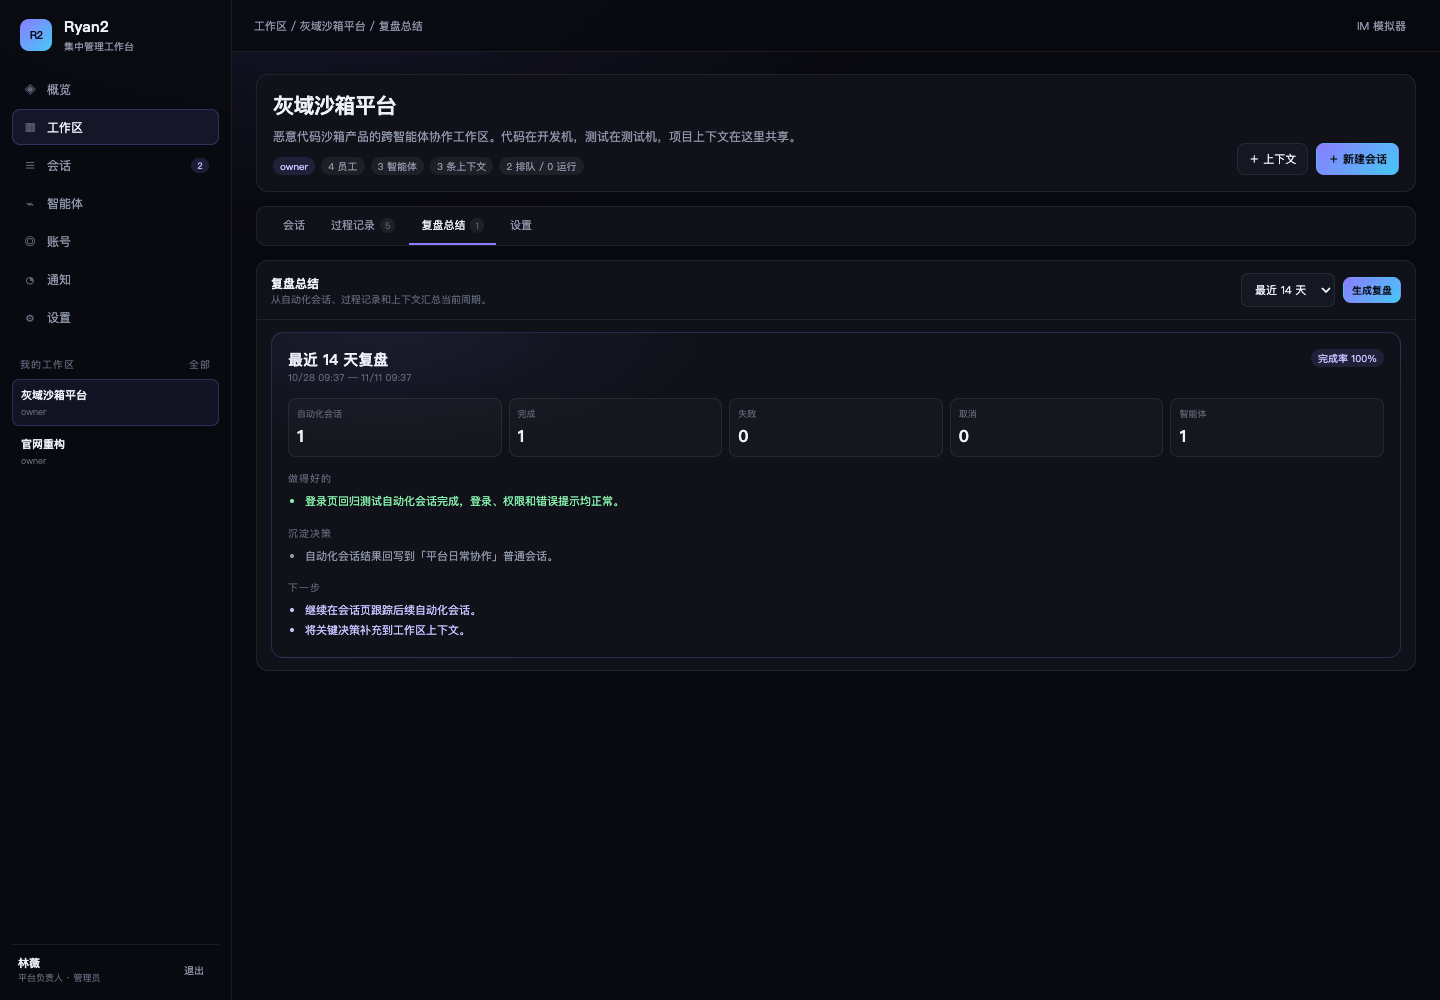 R2
Ryan2
集中管理工作台
概览
工作区
会话 2
智能体
账号
通知
设置
我的工作区 全部
灰域沙箱平台
owner
官网重构
owner
林薇
平台负责人 · 管理员
退出
工作区 / 灰域沙箱平台 / 复盘总结
IM 模拟器
灰域沙箱平台
恶意代码沙箱产品的跨智能体协作工作区。代码在开发机，测试在测试机，项目上下文在这里共享。
owner 4 员工 3 智能体 3 条上下文 2 排队 / 0 运行
+ 上下文
+ 新建会话
会话 过程记录 5 复盘总结 1 设置
复盘总结
从自动化会话、过程记录和上下文汇总当前周期。
最近 14 天
生成复盘
最近 14 天复盘
10/28 09:37 — 11/11 09:37
完成率 100%
自动化会话
1
完成
1
失败
0
取消
0
智能体
1
做得好的
• 登录页回归测试自动化会话完成，登录、权限和错误提示均正常。
沉淀决策
• 自动化会话结果回写到「平台日常协作」普通会话。
下一步
• 继续在会话页跟踪后续自动化会话。
• 将关键决策补充到工作区上下文。